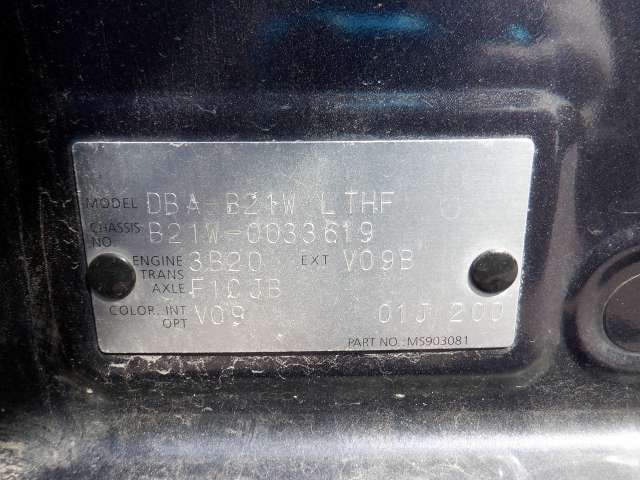 MODEL DBA-B21W LTHF
CHASSIS NO. B21W-0033619
ENGINE 3B20 EXT V09B
TRANS AXLE F1CJB
COLOR, INT OPT V09 01J 200
PART NO.: M5903081